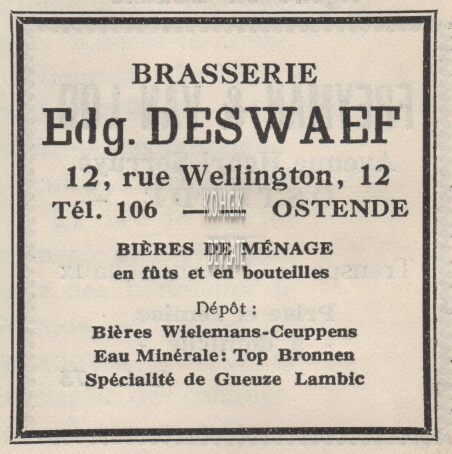 BRASSERIE
Edg. DESWAEF
12, rue Wellington, 12
Tél. 106 —— OSTENDE
BIÈRES DE MÉNAGE
en fûts et en bouteilles
Dépôt :
Bières Wielemans-Ceuppens
Eau Minérale: Top Bronnen
Spécialité de Gueuze Lambic